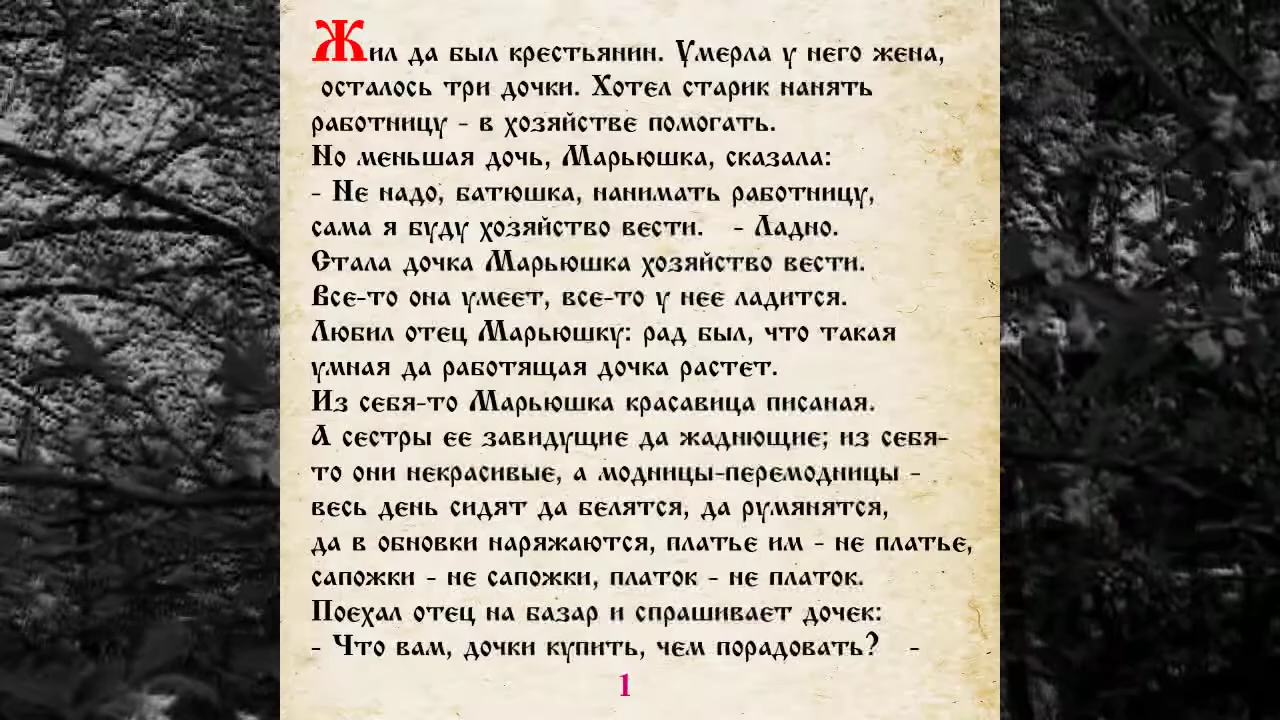 Жил да был крестьянин. Умерла у него жена,
осталось три дочки. Хотел старик нанять
работницу - в хозяйстве помогать.
Но меньшая дочь, Марьюшка, сказала:
- Не надо, батюшка, нанимать работницу,
сама я буду хозяйство вести. - Ладно.
Стала дочка Марьюшка хозяйство вести.
Все-то она умеет, все-то у нее ладится.
Любил отец Марьюшку: рад был, что такая
умная да работящая дочка растет.
Из себя-то Марьюшка красавица писаная.
А сестры ее завидущие да жаднющие; из себя-
то они некрасивые, а модницы-перемодницы -
весь день сидят да белятся, да румянятся,
да в обновки наряжаются, платье им - не платье,
сапожки - не сапожки, платок - не платок.
Поехал отец на базар и спрашивает дочек:
- Что вам, дочки купить, чем порадовать? -
1